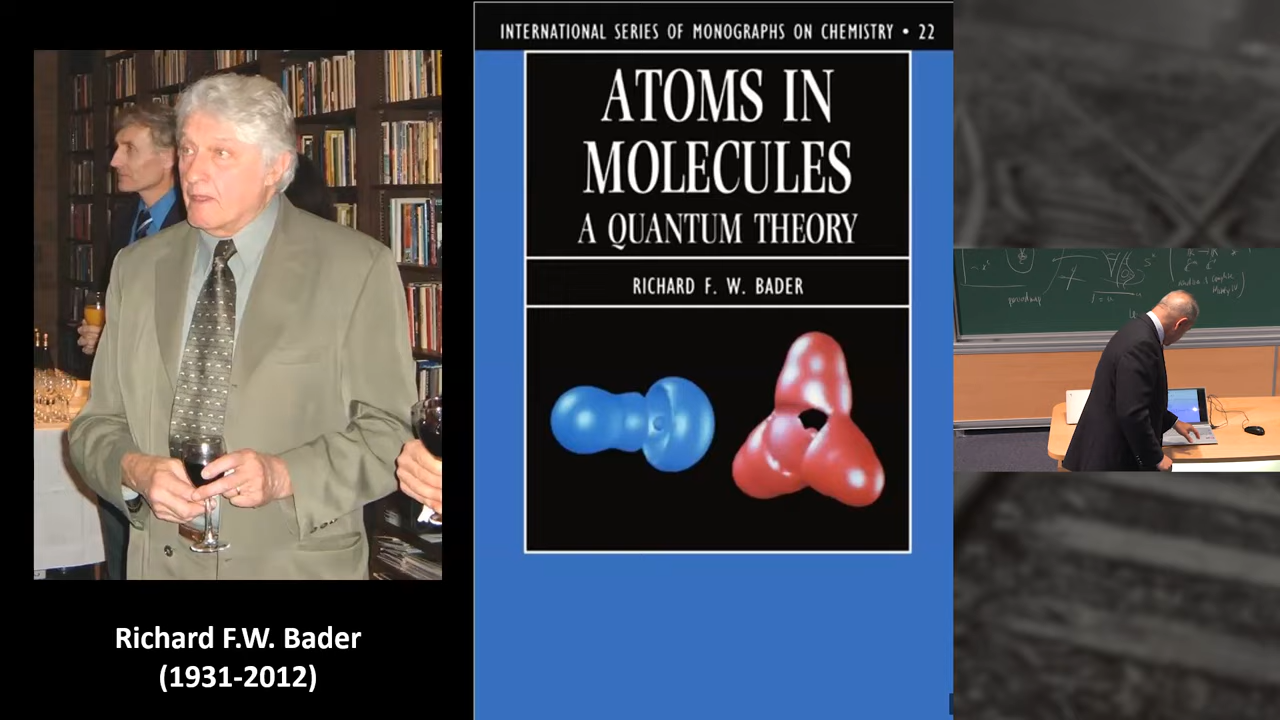 INTERNATIONAL SERIES OF MONOGRAPHS ON CHEMISTRY • 22
ATOMS IN
MOLECULES
A QUANTUM THEORY
RICHARD F. W. BADER
Richard F.W. Bader
(1931-2012)